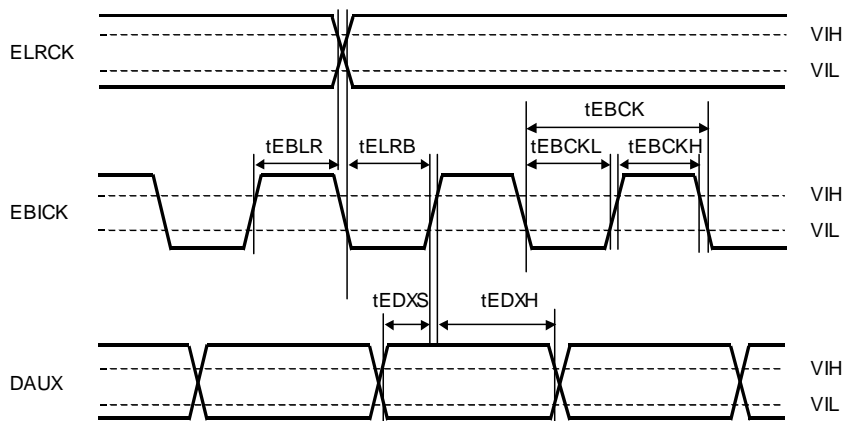 ELRCK
VIH
VIL
tEBCK
tEBLR tELRB tEBCKL tEBCKH
EBICK
VIH
VIL
tEDXS tEDXH
DAUX
VIH
VIL